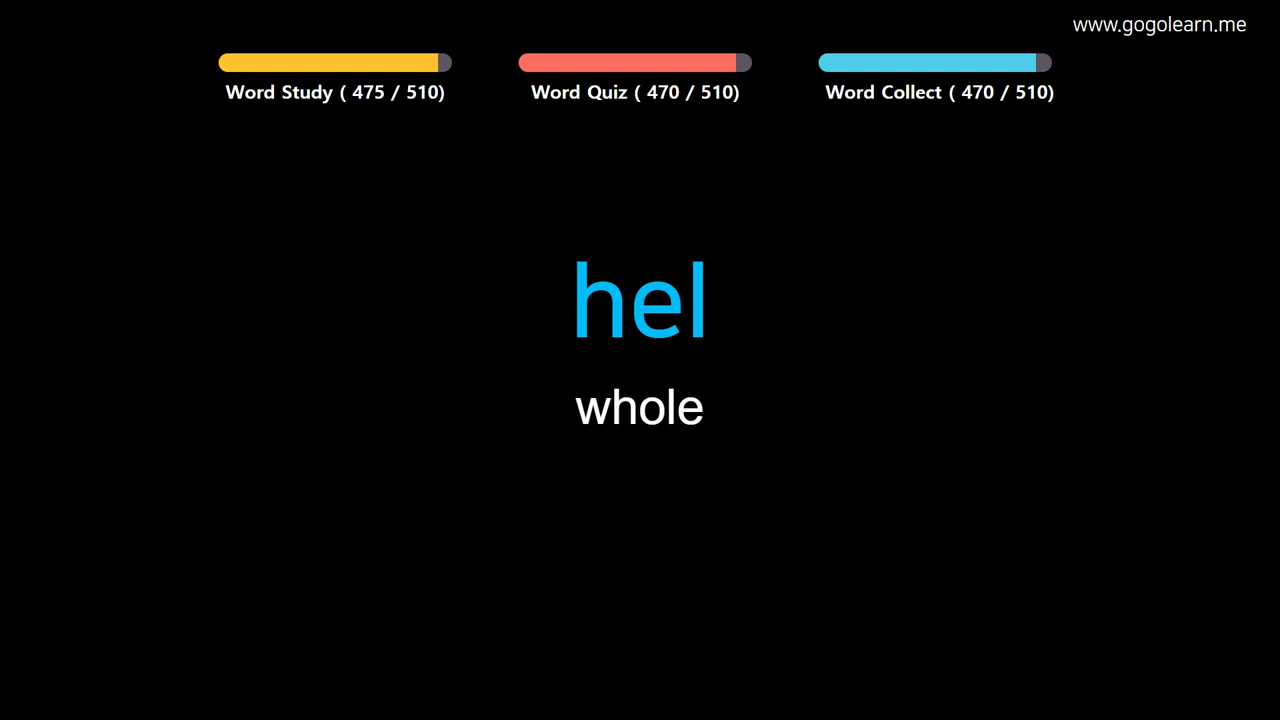 www.gogolearn.me
Word Study ( 475 / 510)
Word Quiz ( 470 / 510)
Word Collect ( 470 / 510)
hel
whole